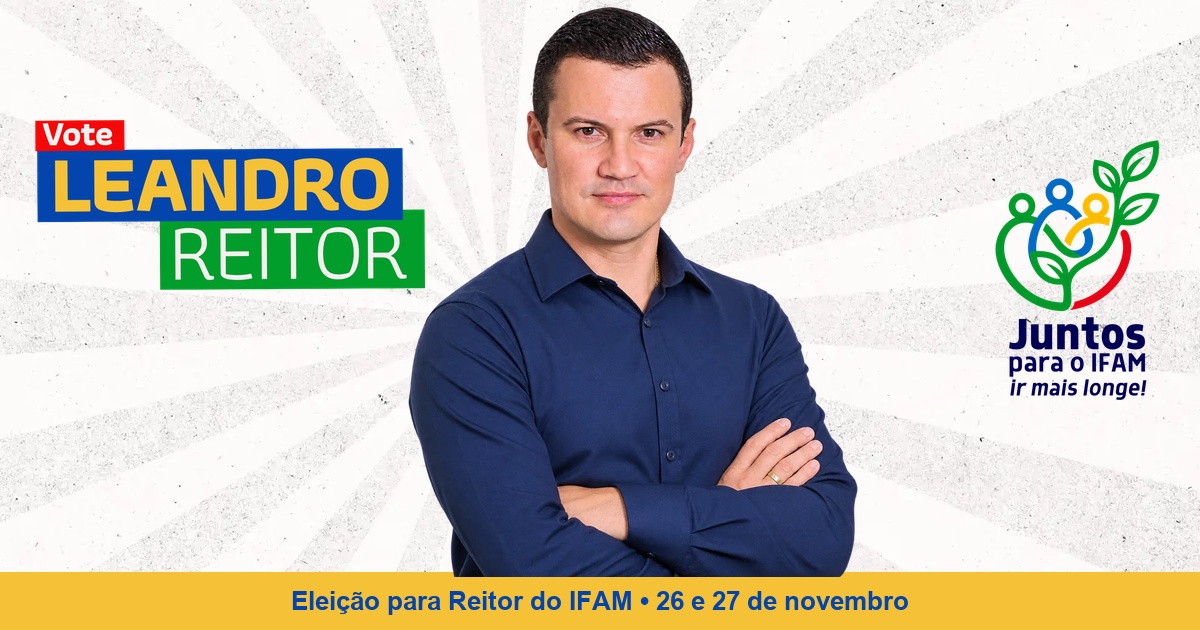 Vote
LEANDRO
REITOR
Juntos
para o IFAM
ir mais longe!
Eleição para Reitor do IFAM • 26 e 27 de novembro